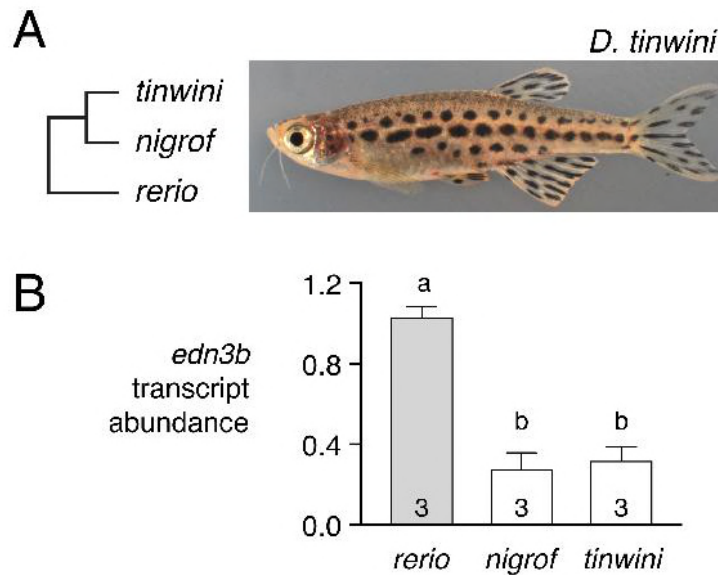 A
D. tinwini
tinwini
nigrof
rerio
B
edn3b
transcript
abundance
1.2
0.8
0.4
0.0
a
b
b
3
3
3
rerio
nigrof
tinwini